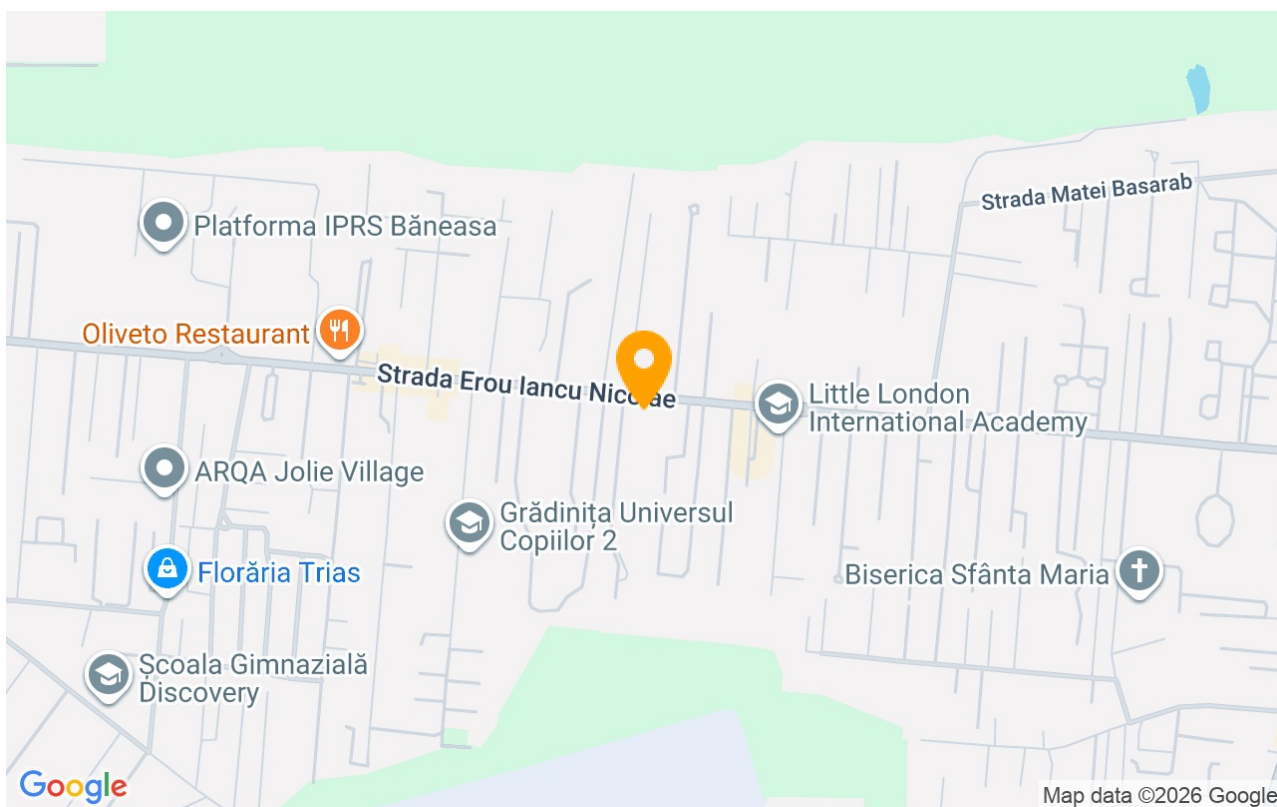 Strada Matei Basarab
Platforma IPRS Băneasa
Oliveto Restaurant
Strada Erou Iancu Nicolae
Little London
International Academy
ARQA Jolie Village
Grădinița Universul
Copiilor 2
Florăria Trias
Biserica Sfânta Maria
Școala Gimnazială
Discovery
Google
Map data ©2026 Google